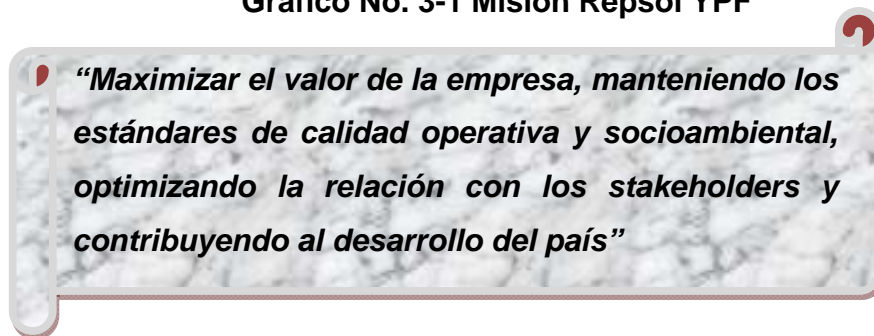 Gráfico No. 3-1 Misión Repsol YPF
“Maximizar el valor de la empresa, manteniendo los
estándares de calidad operativa y socioambiental,
optimizando la relación con los stakeholders y
contribuyendo al desarrollo del país”